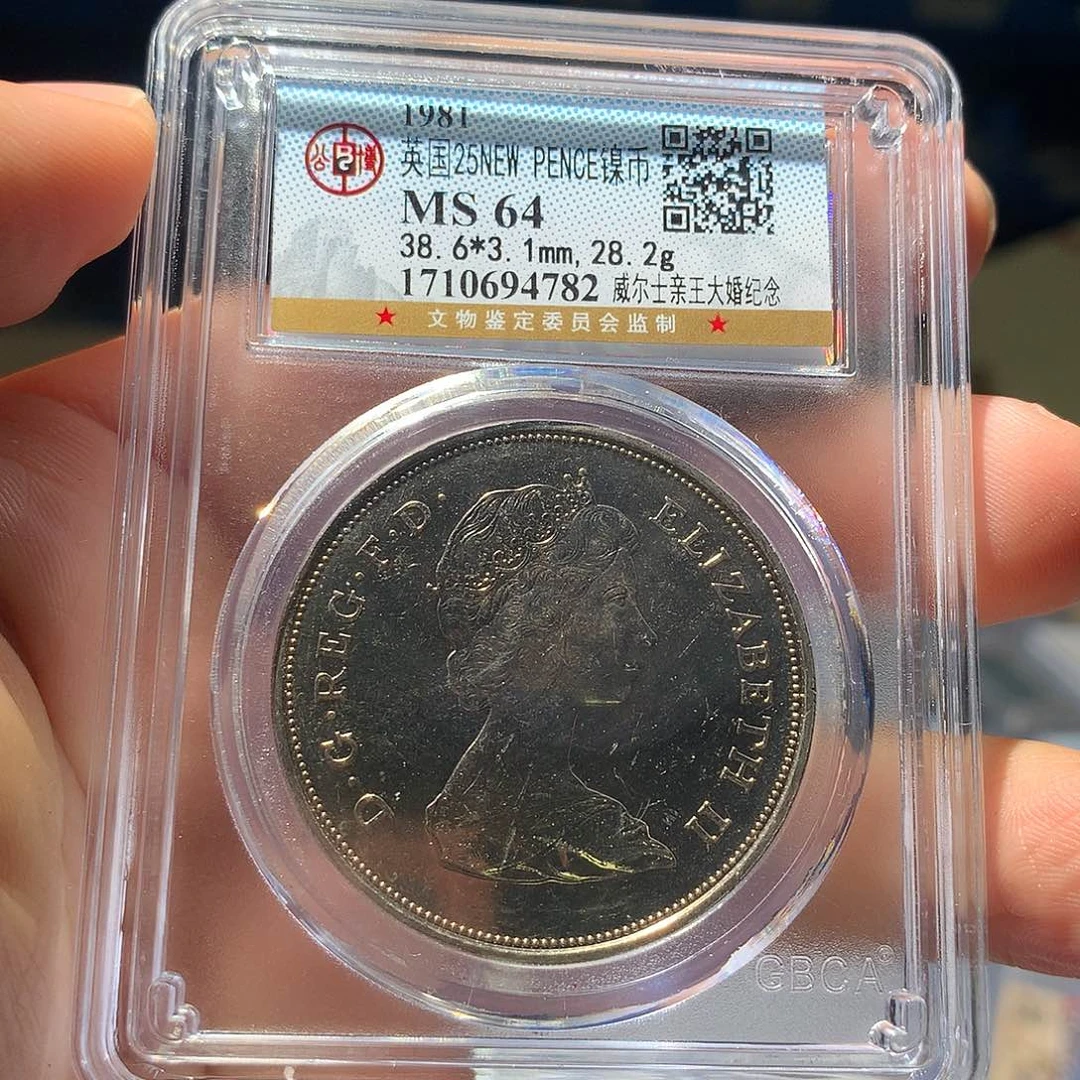 1981
公博
英国25NEW PENCE镍币
MS 64
38.6*3.1mm, 28.2g
1710694782 威尔士亲王大婚纪念
★ 文物鉴定委员会监制 ★
D·G·REG·F·D· ELIZABETH II
GBCA®